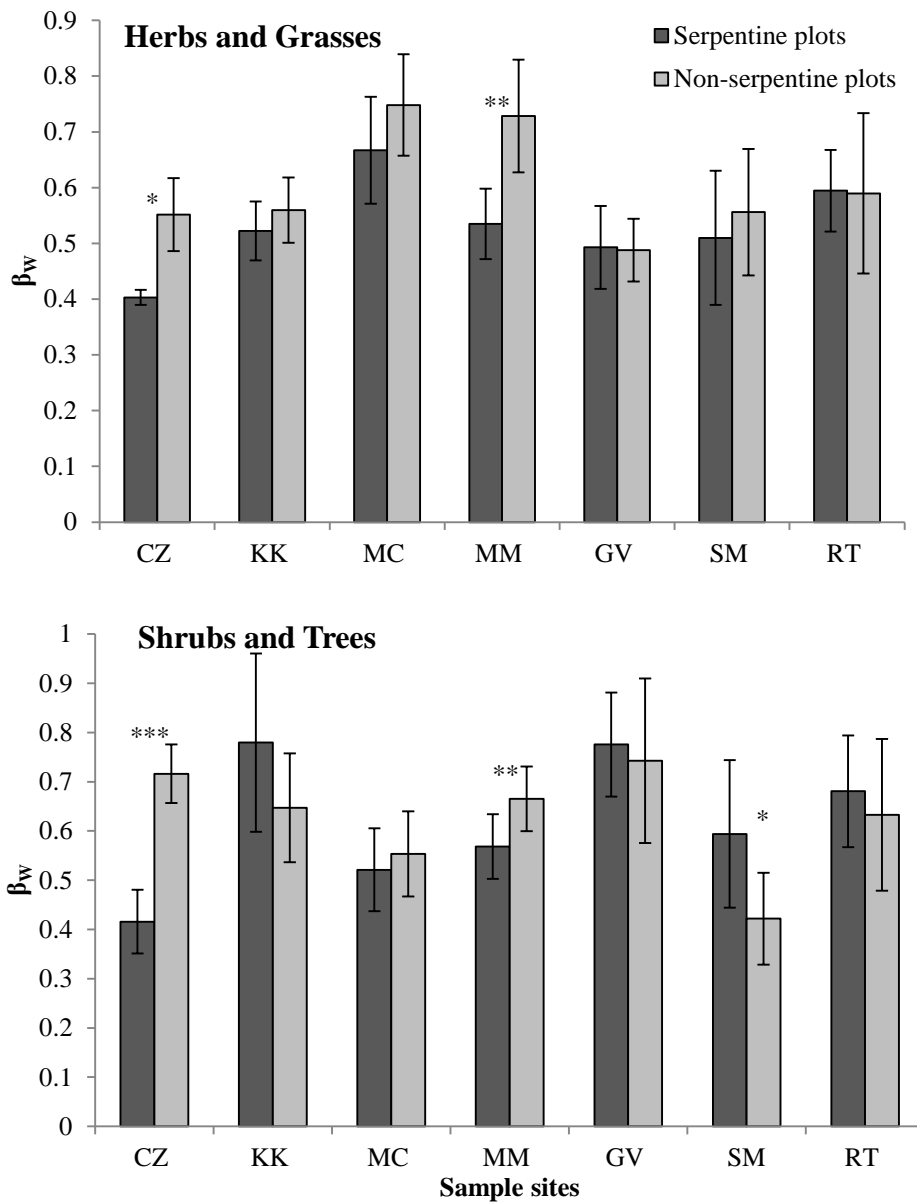 Herbs and Grasses
Serpentine plots
Non-serpentine plots
0.9
0.8
0.7
0.6
0.5
0.4
0.3
0.2
0.1
0
βw
*
**
CZ KK MC MM GV SM RT
Shrubs and Trees
1
0.9
0.8
0.7
0.6
0.5
0.4
0.3
0.2
0.1
0
βw
***
**
*
CZ KK MC MM GV SM RT
Sample sites